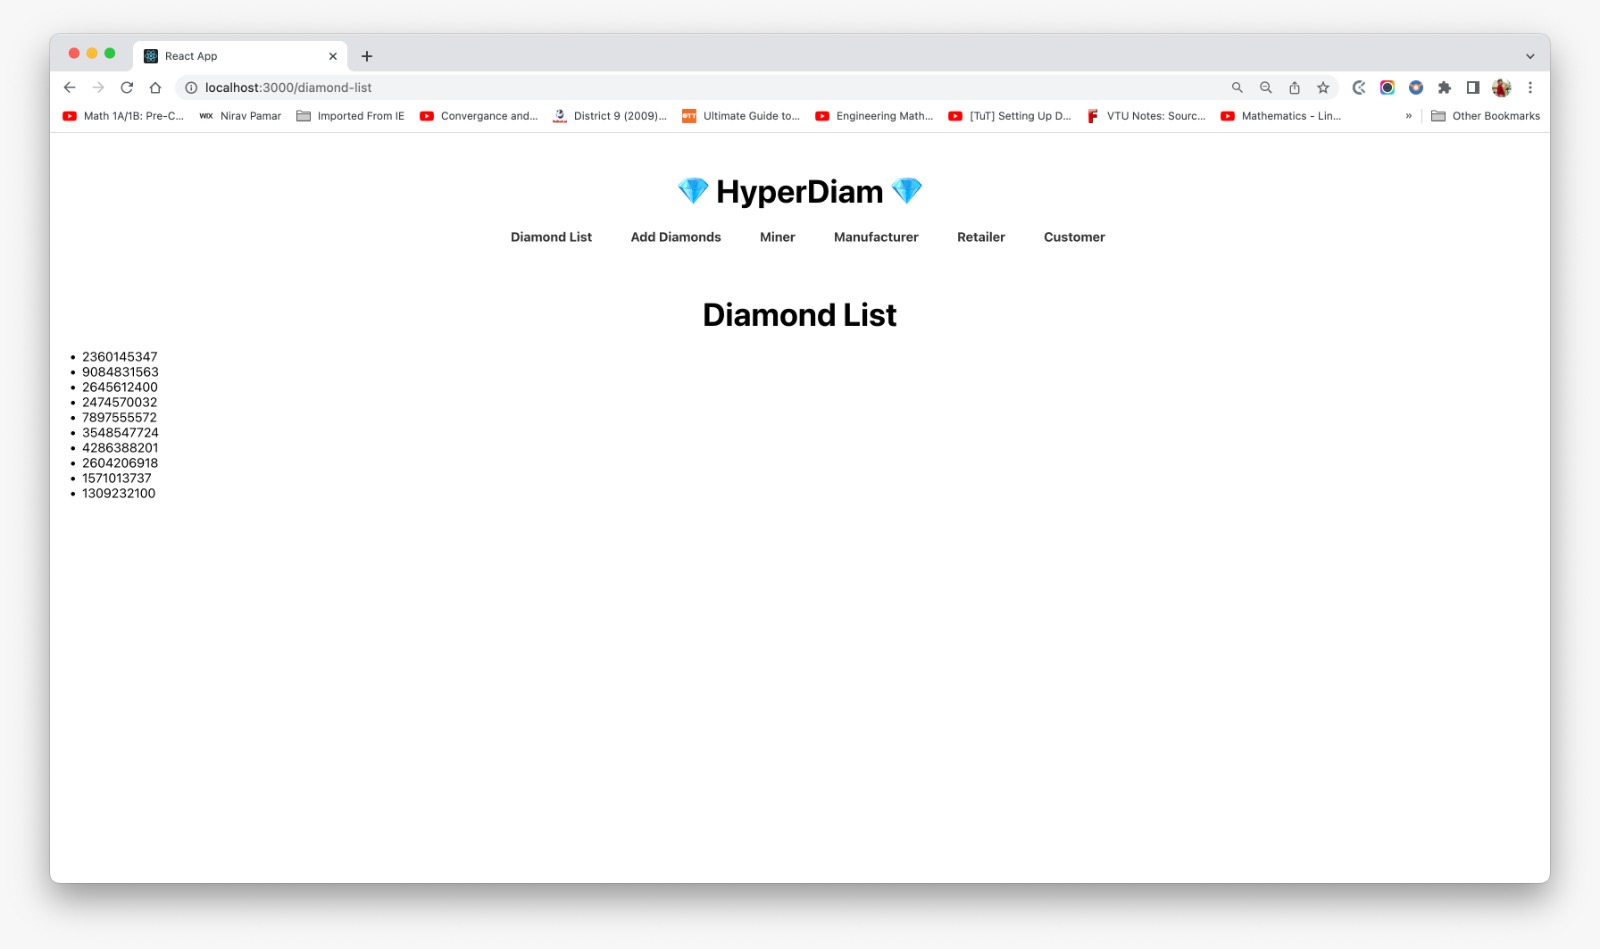 React App
localhost:3000/diamond-list
Math 1A/1B: Pre-C... WIX Nirav Pamar Imported From IE Convergance and... District 9 (2009)... OTT Ultimate Guide to... Engineering Math... [TuT] Setting Up D... VTU Notes: Sourc... Mathematics - Lin... » Other Bookmarks
💎 HyperDiam 💎
Diamond List Add Diamonds Miner Manufacturer Retailer Customer
Diamond List
• 2360145347
• 9084831563
• 2645612400
• 2474570032
• 7897555572
• 3548547724
• 4286388201
• 2604206918
• 1571013737
• 1309232100